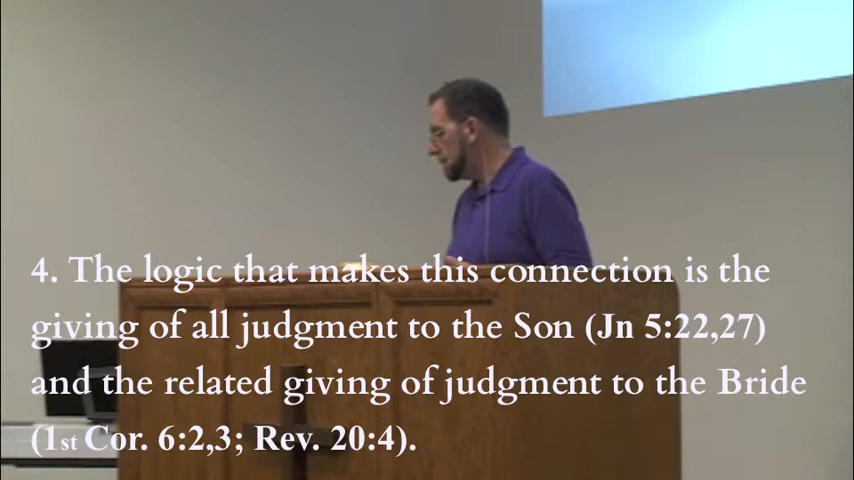 4. The logic that makes this connection is the
giving of all judgment to the Son (Jn 5:22,27)
and the related giving of judgment to the Bride
(1st Cor. 6:2,3; Rev. 20:4).